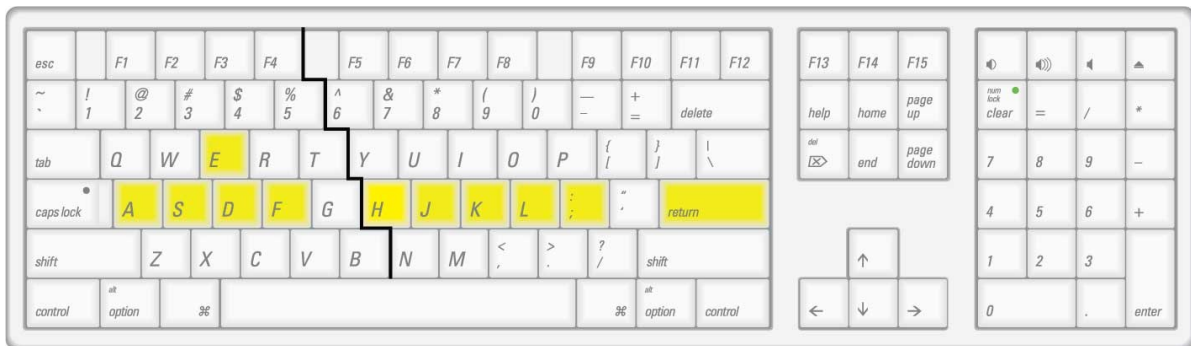 esc F1 F2 F3 F4 F5 F6 F7 F8 F9 F10 F11 F12 F13 F14 F15
~ ! @ # $ % ^ & * ( ) — +
` 1 2 3 4 5 6 7 8 9 0 - = delete help home page up num lock clear = / *
tab Q W E R T Y U I O P { [ } ] | \ del end page down 7 8 9 -
caps lock A S D F G H J K L : ; " ' return 4 5 6 +
shift Z X C V B N M < , > . ? / shift ↑ 1 2 3
control alt option ⌘ ⌘ alt option control ← ↓ → 0 . enter